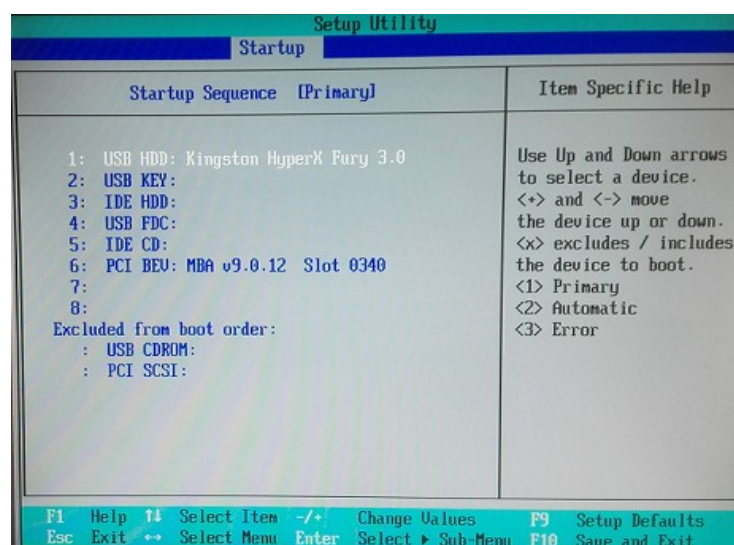 Setup Utility
Startup
Startup Sequence [Primary]
1: USB HDD: Kingston HyperX Fury 3.0
2: USB KEY:
3: IDE HDD:
4: USB FDC:
5: IDE CD:
6: PCI BEV: MBA v9.0.12 Slot 0340
7:
8:
Excluded from boot order:
: USB CDROM:
: PCI SCSI:
Item Specific Help
Use Up and Down arrows
to select a device.
<+> and <-> move
the device up or down.
<x> excludes / includes
the device to boot.
<1> Primary
<2> Automatic
<3> Error
F1 Help ↑↓ Select Item -/+ Change Values F9 Setup Defaults
Esc Exit ↔ Select Menu Enter Select ▶ Sub-Menu F10 Save and Exit